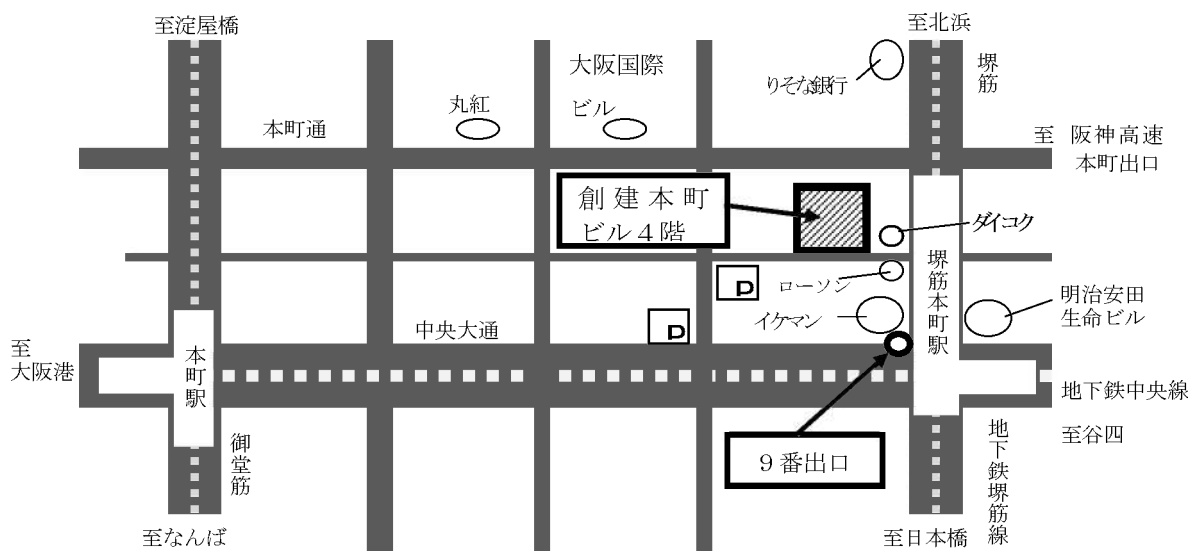 至淀屋橋
至北浜
大阪国際
ビル
りそな銀行
堺筋
丸紅
本町通
至 阪神高速
本町出口
創建本町
ビル4階
ダイコク
堺筋本町駅
P
ローソン
イケマン
明治安田
生命ビル
P
中央大通
至
大阪港
本町駅
地下鉄中央線
至谷四
御堂筋
9番出口
地下鉄堺筋線
至なんば
至日本橋